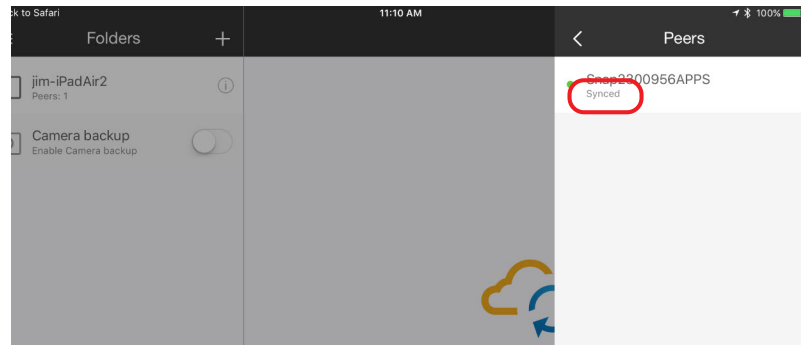 ck to Safari
11:10 AM
100%
Folders
+
Peers
jim-iPadAir2
Peers: 1
Camera backup
Enable Camera backup
Snap2300956APPS
Synced